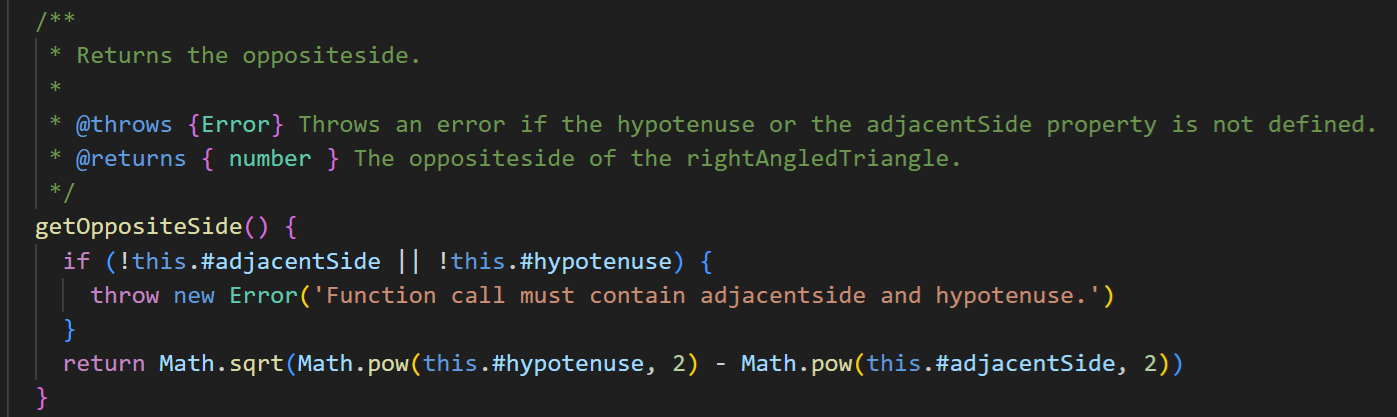 /**
 * Returns the oppositeside.
 *
 * @throws {Error} Throws an error if the hypotenuse or the adjacentSide property is not defined.
 * @returns { number } The oppositeside of the rightAngledTriangle.
 */
getOppositeSide() {
  if (!this.#adjacentSide || !this.#hypotenuse) {
    throw new Error('Function call must contain adjacentside and hypotenuse.')
  }
  return Math.sqrt(Math.pow(this.#hypotenuse, 2) - Math.pow(this.#adjacentSide, 2))
}